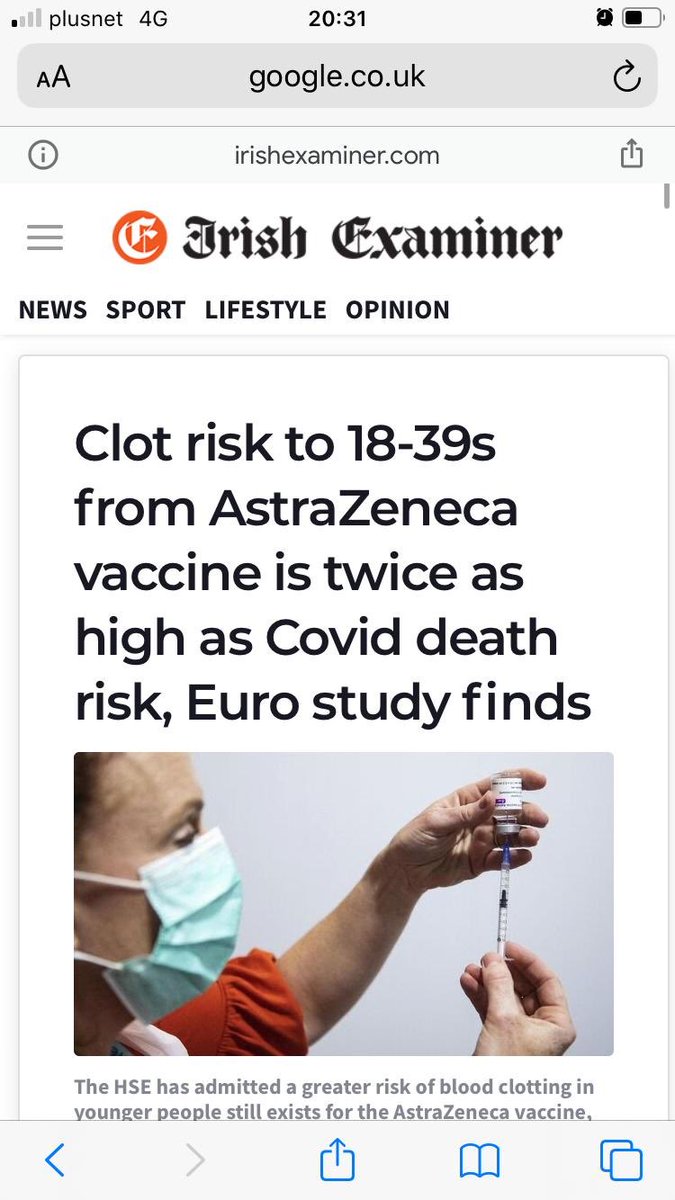 plusnet 4G 20:31
AA google.co.uk
irishexaminer.com
Irish Examiner
NEWS SPORT LIFESTYLE OPINION
Clot risk to 18-39s
from AstraZeneca
vaccine is twice as
high as Covid death
risk, Euro study finds
The HSE has admitted a greater risk of blood clotting in
younger people still exists for the AstraZeneca vaccine,